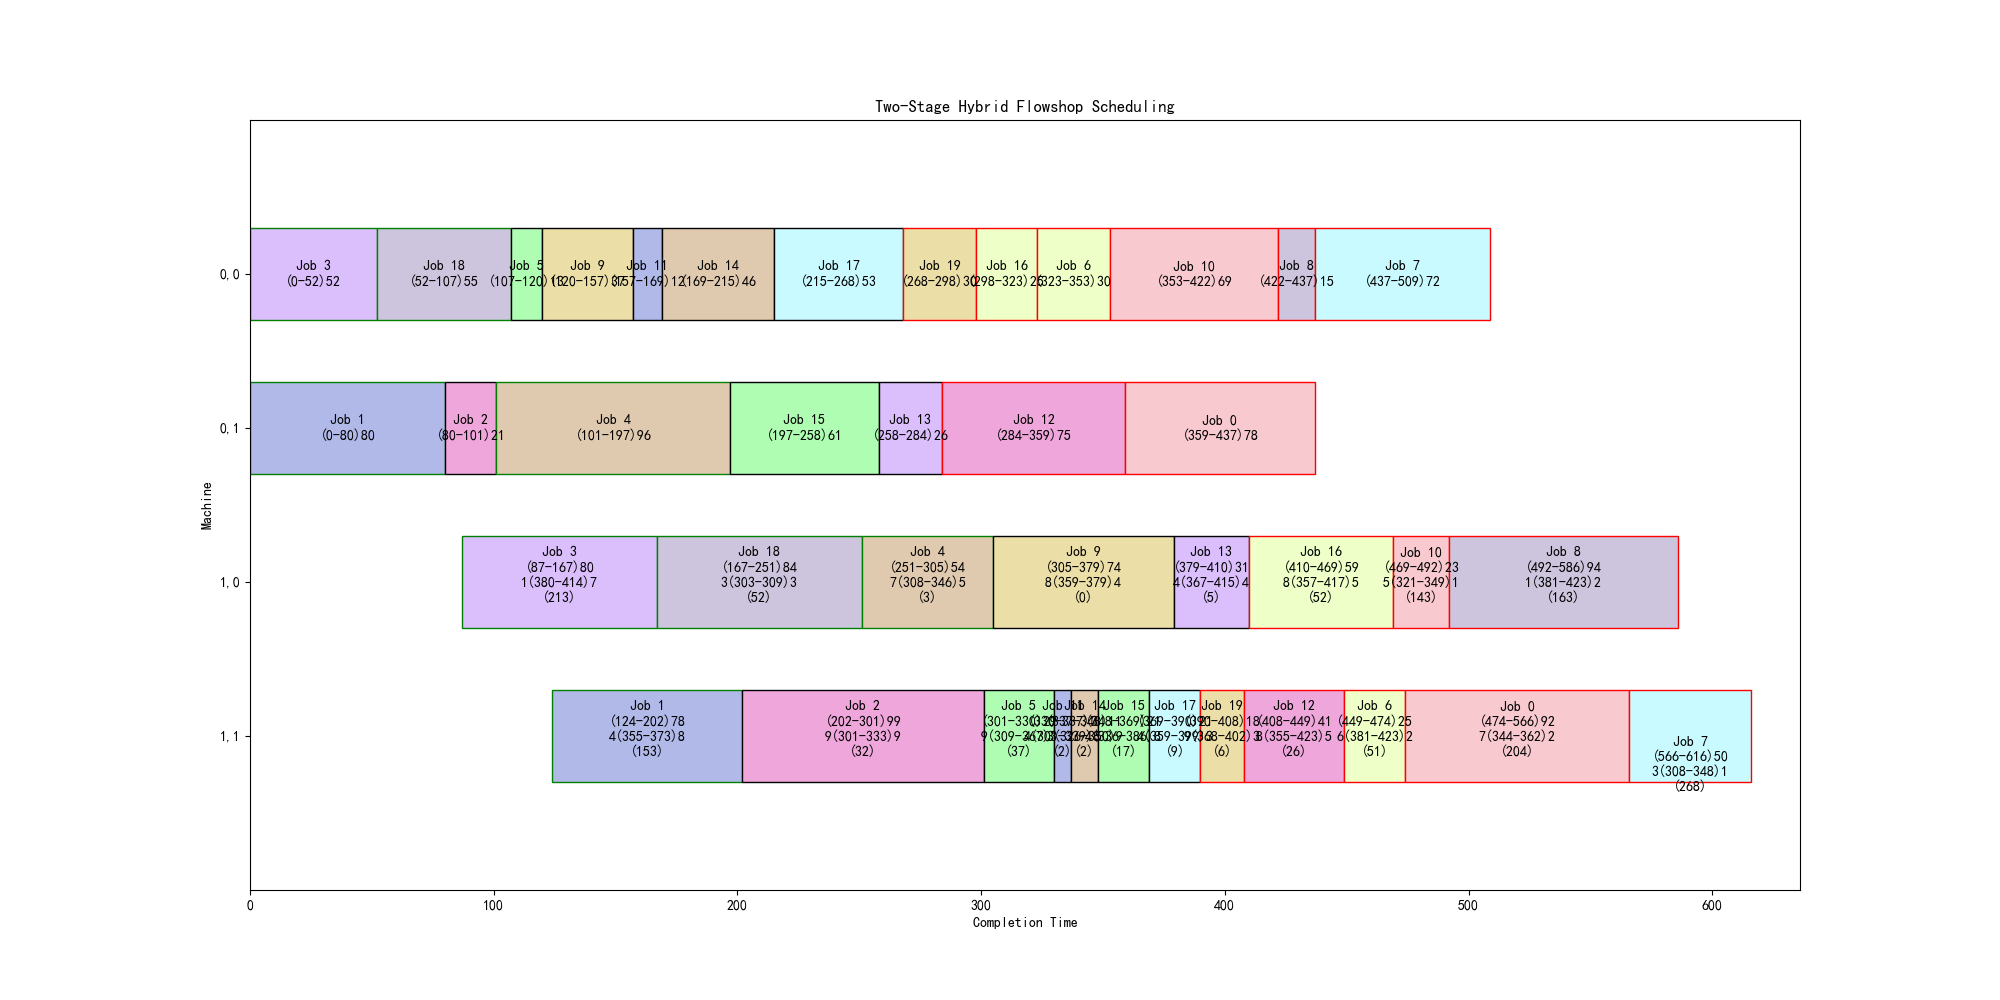 Two-Stage Hybrid Flowshop Scheduling
Machine
0,0
Job 3
(0-52)52
Job 18
(52-107)55
Job 5
(107-120)13
Job 9
(120-157)37
Job 11
(157-169)12
Job 14
(169-215)46
Job 17
(215-268)53
Job 19
(268-298)30
Job 16
(298-323)25
Job 6
(323-353)30
Job 10
(353-422)69
Job 8
(422-437)15
Job 7
(437-509)72
0,1
Job 1
(0-80)80
Job 2
(80-101)21
Job 4
(101-197)96
Job 15
(197-258)61
Job 13
(258-284)26
Job 12
(284-359)75
Job 0
(359-437)78
1,0
Job 3
(87-167)80
1(380-414)7
(213)
Job 18
(167-251)84
3(303-309)3
(52)
Job 4
(251-305)54
7(308-346)5
(3)
Job 9
(305-379)74
8(359-379)4
(0)
Job 13
(379-410)31
4(367-415)4
(5)
Job 16
(410-469)59
8(357-417)5
(52)
Job 10
(469-492)23
5(321-349)1
(143)
Job 8
(492-586)94
1(381-423)2
(163)
1,1
Job 1
(124-202)78
4(355-373)8
(153)
Job 2
(202-301)99
9(301-333)9
(32)
Job 5
(37)
Job 11
(2)
Job 14
(2)
Job 15
(17)
Job 17
(9)
Job 19
(6)
Job 12
(408-449)41
8(355-423)5
(26)
Job 6
(449-474)25
6(381-423)2
(51)
Job 0
(474-566)92
7(344-362)2
(204)
Job 7
(566-616)50
3(308-348)1
(268)
0 100 200 300 400 500 600
Completion Time